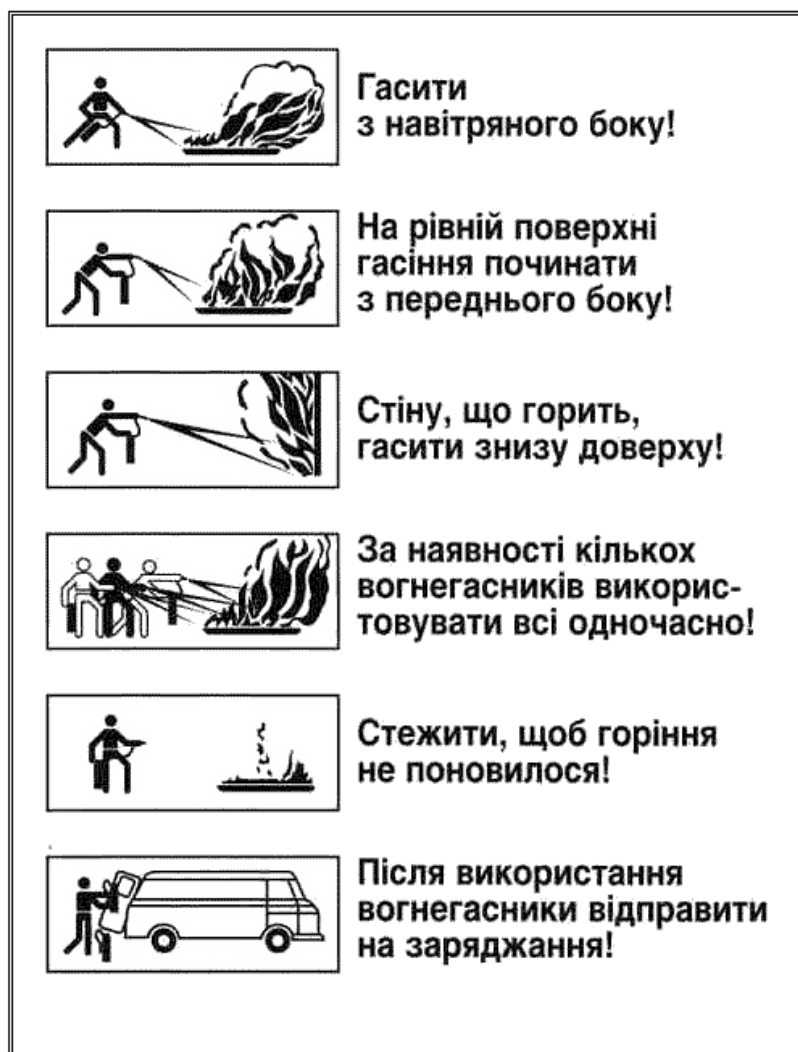 Гасити
з навітряного боку!
На рівній поверхні
гасіння починати
з переднього боку!
Стіну, що горить,
гасити знизу доверху!
За наявності кількох
вогнегасників викорис-
товувати всі одночасно!
Стежити, щоб горіння
не поновилося!
Після використання
вогнегасники відправити
на заряджання!